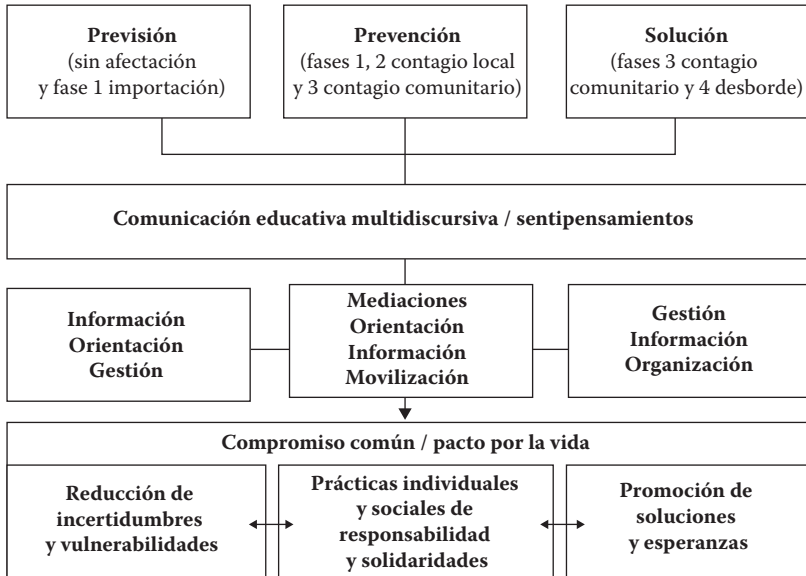 Previsión
(sin afectación
y fase 1 importación)
Prevención
(fases 1, 2 contagio local
y 3 contagio comunitario)
Solución
(fases 3 contagio
comunitario y 4 desborde)
Comunicación educativa multidiscursiva / sentipensamientos
Información
Orientación
Gestión
Mediaciones
Orientación
Información
Movilización
Gestión
Información
Organización
Compromiso común / pacto por la vida
Reducción de
incertidumbres
y vulnerabilidades
Prácticas individuales
y sociales de
responsabilidad
y solidaridades
Promoción de
soluciones
y esperanzas